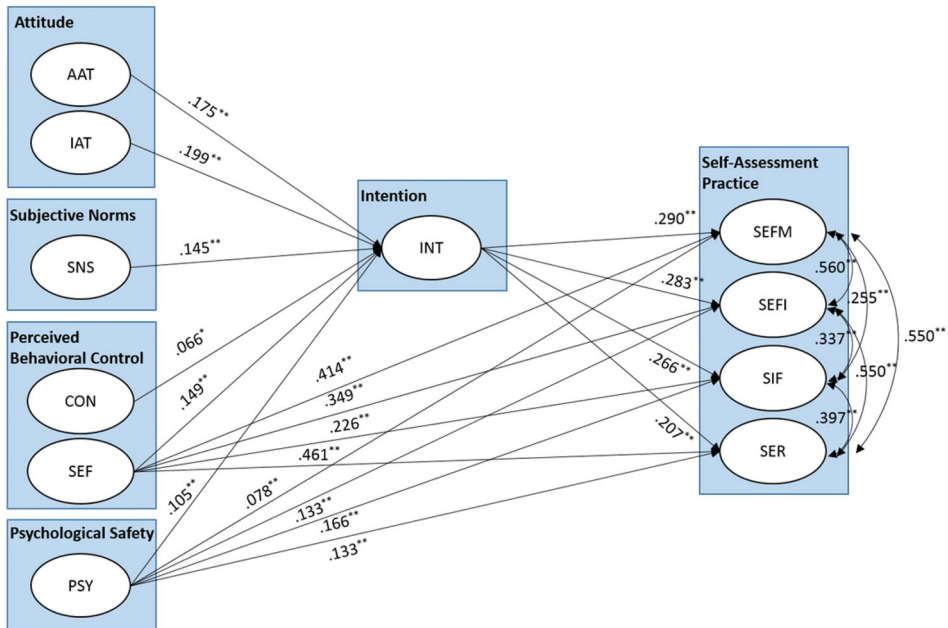 Attitude
AAT
IAT
.175**
.199**
Subjective Norms
SNS
.145**
Perceived
Behavioral Control
CON
SEF
.066*
.149**
Psychological Safety
PSY
.105**
Intention
INT
.290**
.283**
.266**
.207**
.414**
.349**
.226**
.461**
.078**
.133**
.166**
.133**
Self-Assessment
Practice
SEFM
SEFI
SIF
SER
.560**
.255**
.337**
.550**
.550**
.397**